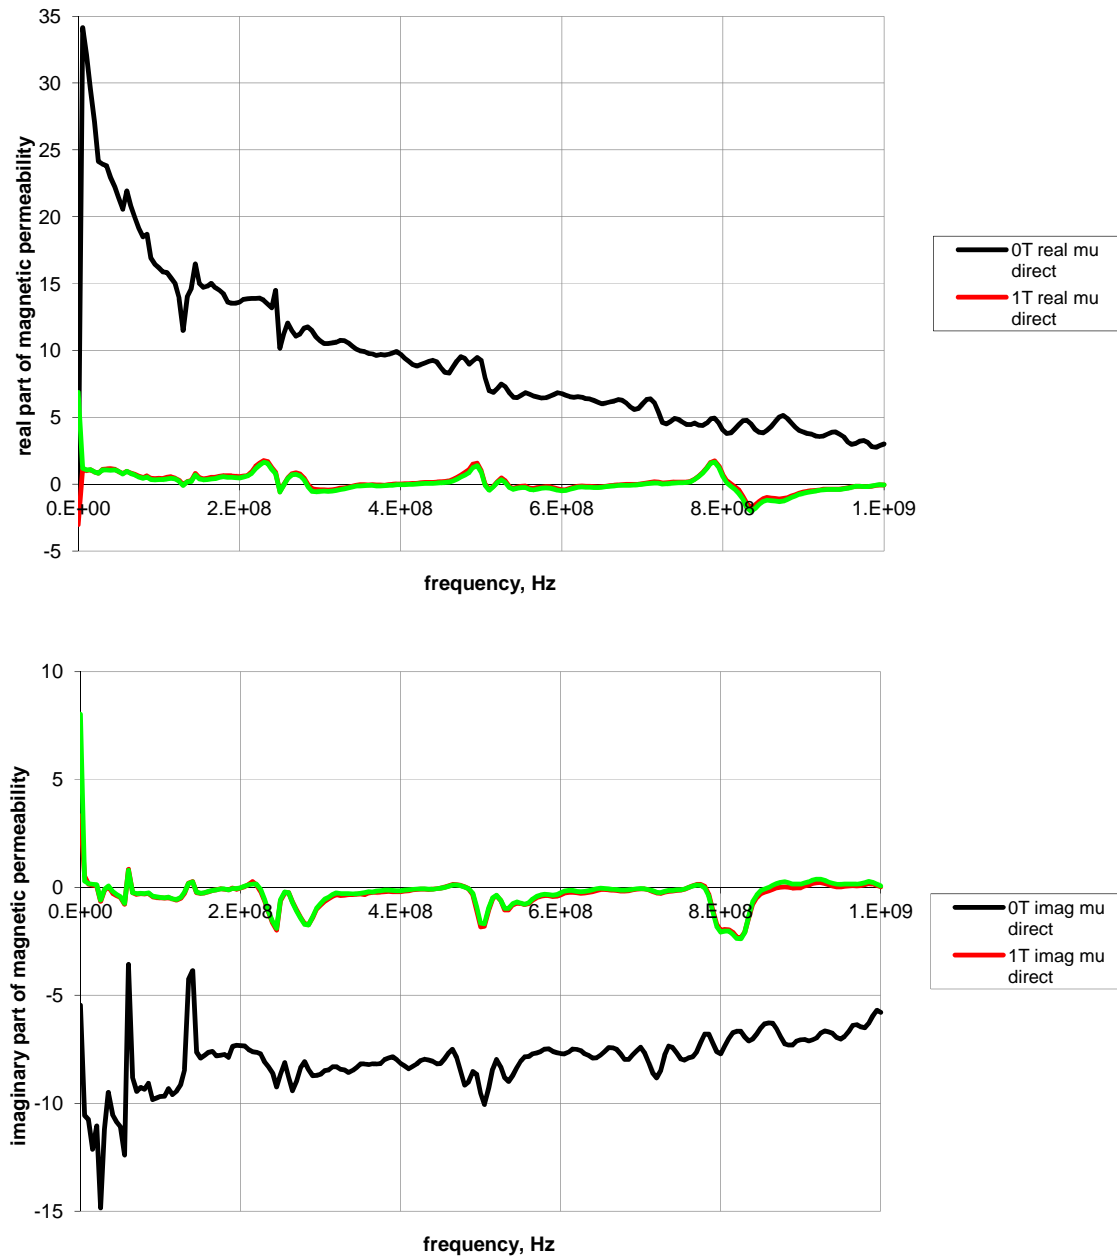 35
30
25
20
15
10
5
0
-5
0.E+00
2.E+08
4.E+08
6.E+08
8.E+08
1.E+09
real part of magnetic permeability
frequency, Hz
0T real mu
direct
1T real mu
direct
10
5
0
-5
-10
-15
0.E+00
2.E+08
4.E+08
6.E+08
8.E+08
1.E+09
imaginary part of magnetic permeability
frequency, Hz
0T imag mu
direct
1T imag mu
direct